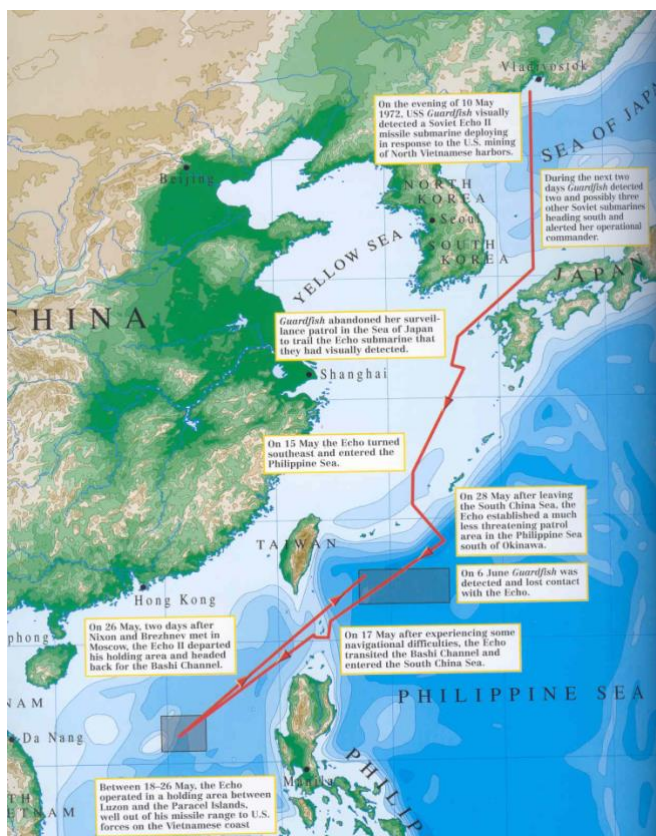 Vladivostok
On the evening of 10 May
1972, USS Guardfish visually
detected a Soviet Echo II
missile submarine deploying
in response to the U.S. mining
of North Vietnamese harbors.
SEA OF JAPA
During the next two
days Guardfish detected
two and possibly three
other Soviet submarines
heading south and
alerted her operational
commander.
Beijing
NORTH
KOREA
Seoul
SOUTH
KOREA
YELLOW SEA
JAPAN
CHINA
Guardfish abandoned her surveil-
lance patrol in the Sea of Japan
to trail the Echo submarine that
they had visually detected.
Shanghai
On 15 May the Echo turned
southeast and entered the
Philippine Sea.
On 28 May after leaving
the South China Sea, the
Echo established a much
less threatening patrol
area in the Philippine Sea
south of Okinawa.
TAIWAN
On 6 June Guardfish was
detected and lost contact
with the Echo.
Hong Kong
On 26 May, two days after
Nixon and Brezhnev met in
Moscow, the Echo II departed
his holding area and headed
back for the Bashi Channel.
phong
On 17 May after experiencing some
navigational difficulties, the Echo
transited the Bashi Channel and
entered the South China Sea.
PHILIPPINE SEA
NAM
Da Nang
Manila
PHILIP
Between 18–26 May, the Echo
operated in a holding area between
Luzon and the Paracel Islands,
well out of his missile range to U.S.
forces on the Vietnamese coast
TH
ETNAM